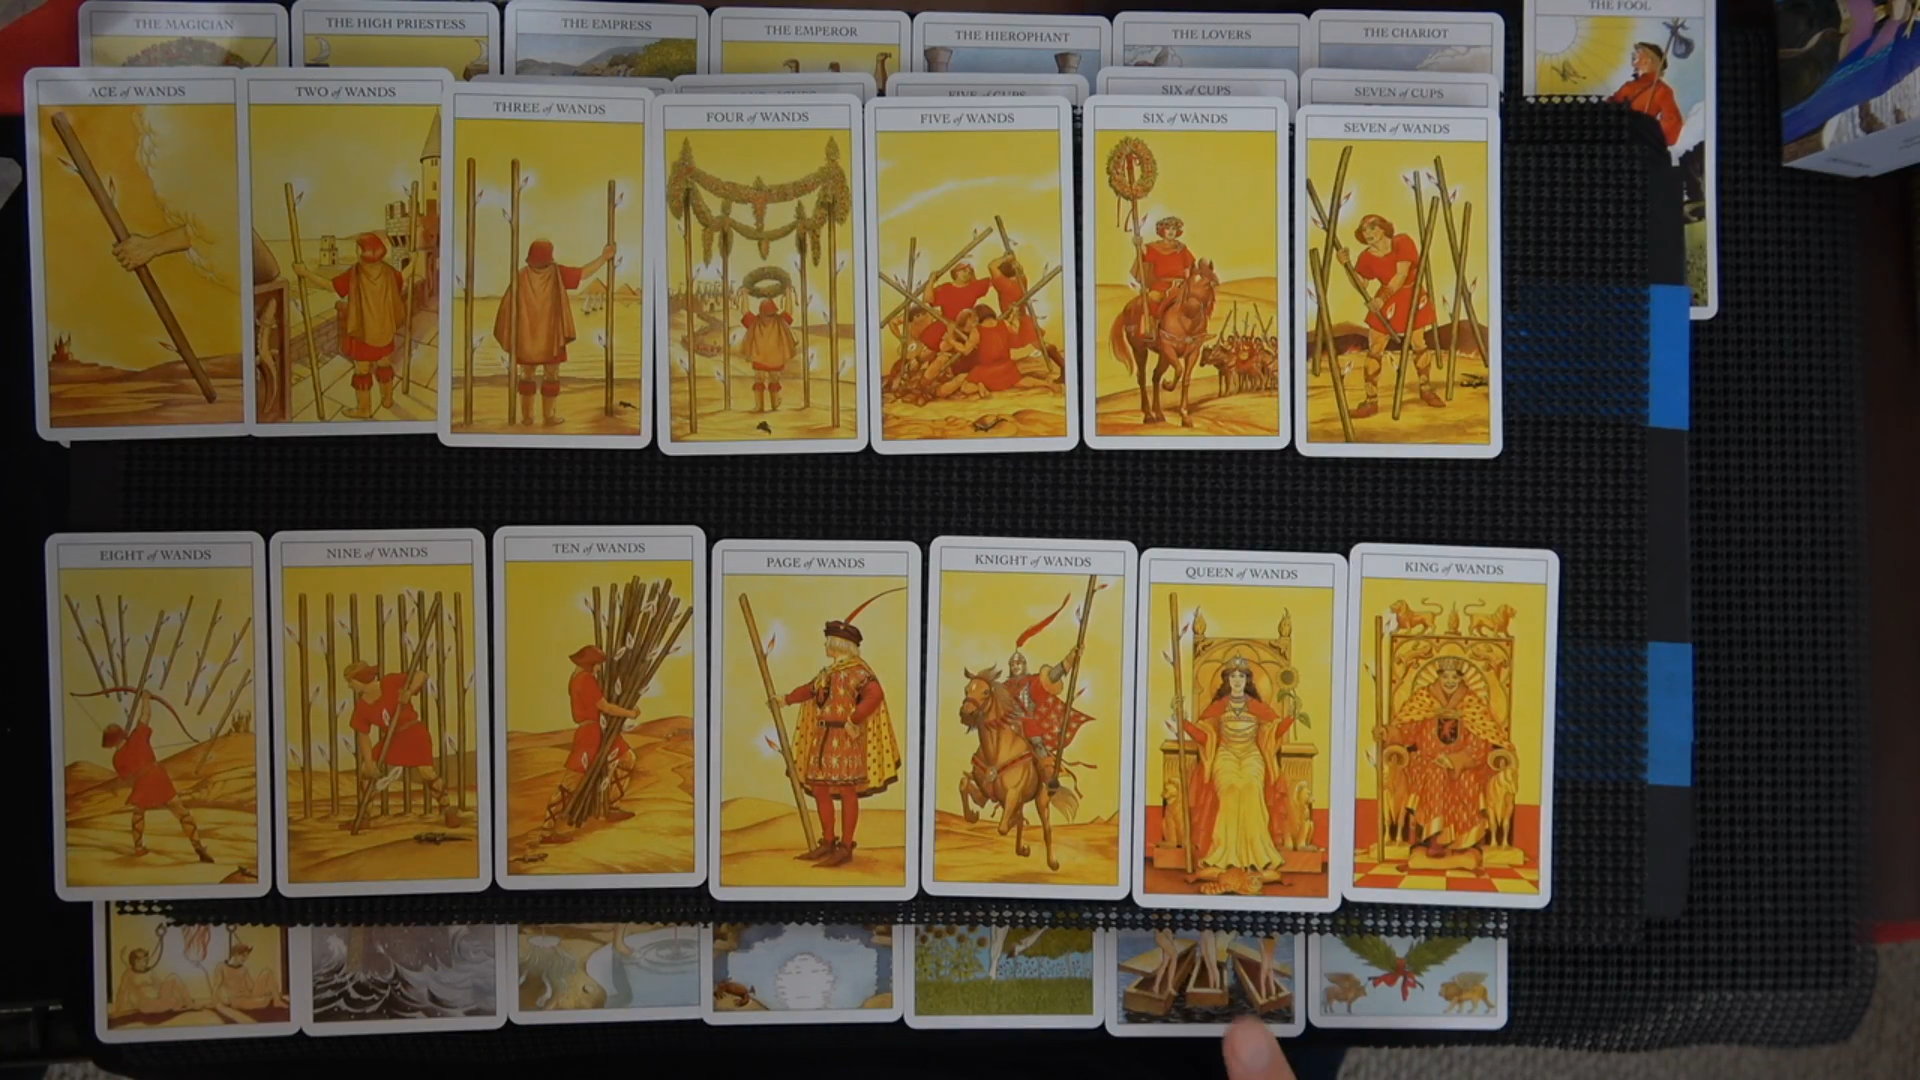 THE MAGICIAN
THE HIGH PRIESTESS
THE EMPRESS
THE EMPEROR
THE HIEROPHANT
THE LOVERS
THE CHARIOT
THE FOOL
ACE of WANDS
TWO of WANDS
THREE of WANDS
FOUR of WANDS
FIVE of CUPS
FIVE of WANDS
SIX of CUPS
SIX of WANDS
SEVEN of CUPS
SEVEN of WANDS
EIGHT of WANDS
NINE of WANDS
TEN of WANDS
PAGE of WANDS
KNIGHT of WANDS
QUEEN of WANDS
KING of WANDS